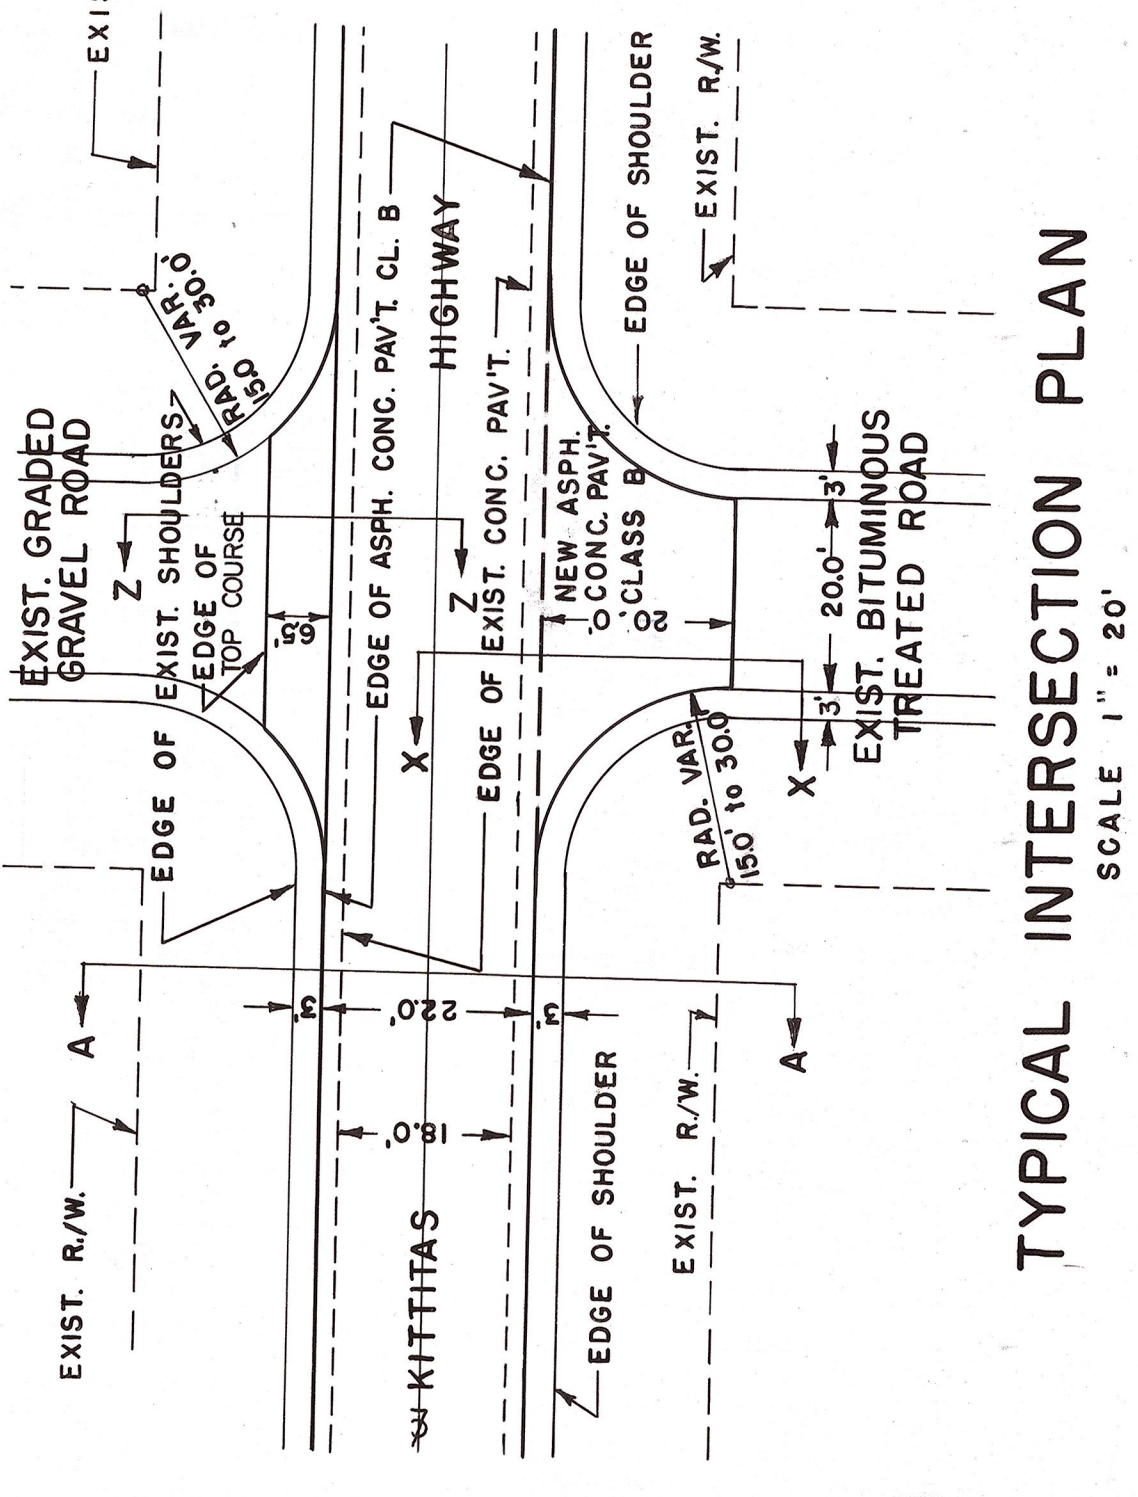 EXIST. GRADED
GRAVEL ROAD
EXIST. R./W.
EXI
RAD. VAR.
15.0 to 30.0'
EDGE OF EXIST. SHOULDERS
EDGE OF
TOP COURSE
Z
Z
6.5'
A
A
3'
22.0'
3'
18.0'
EDGE OF ASPH. CONC. PAV'T. CL. B
KITTITAS
HIGHWAY
X
X
EDGE OF EXIST. CONC. PAV'T.
NEW ASPH.
CONC. PAV'T.
CLASS B
20.0'
EDGE OF SHOULDER
EDGE OF SHOULDER
EXIST. R./W.
EXIST. R./W.
RAD. VAR.
15.0' to 30.0'
3'
20.0'
3'
EXIST. BITUMINOUS
TREATED ROAD
TYPICAL INTERSECTION PLAN
SCALE 1" = 20'